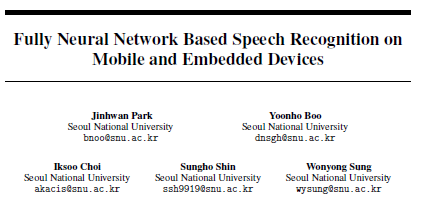 Fully Neural Network Based Speech Recognition on
Mobile and Embedded Devices
Jinhwan Park
Seoul National University
bnoo@snu.ac.kr
Yoonho Boo
Seoul National University
dnsgh@snu.ac.kr
Iksoo Choi
Seoul National University
akacis@snu.ac.kr
Sungho Shin
Seoul National University
ssh9919@snu.ac.kr
Wonyong Sung
Seoul National University
wysung@snu.ac.kr